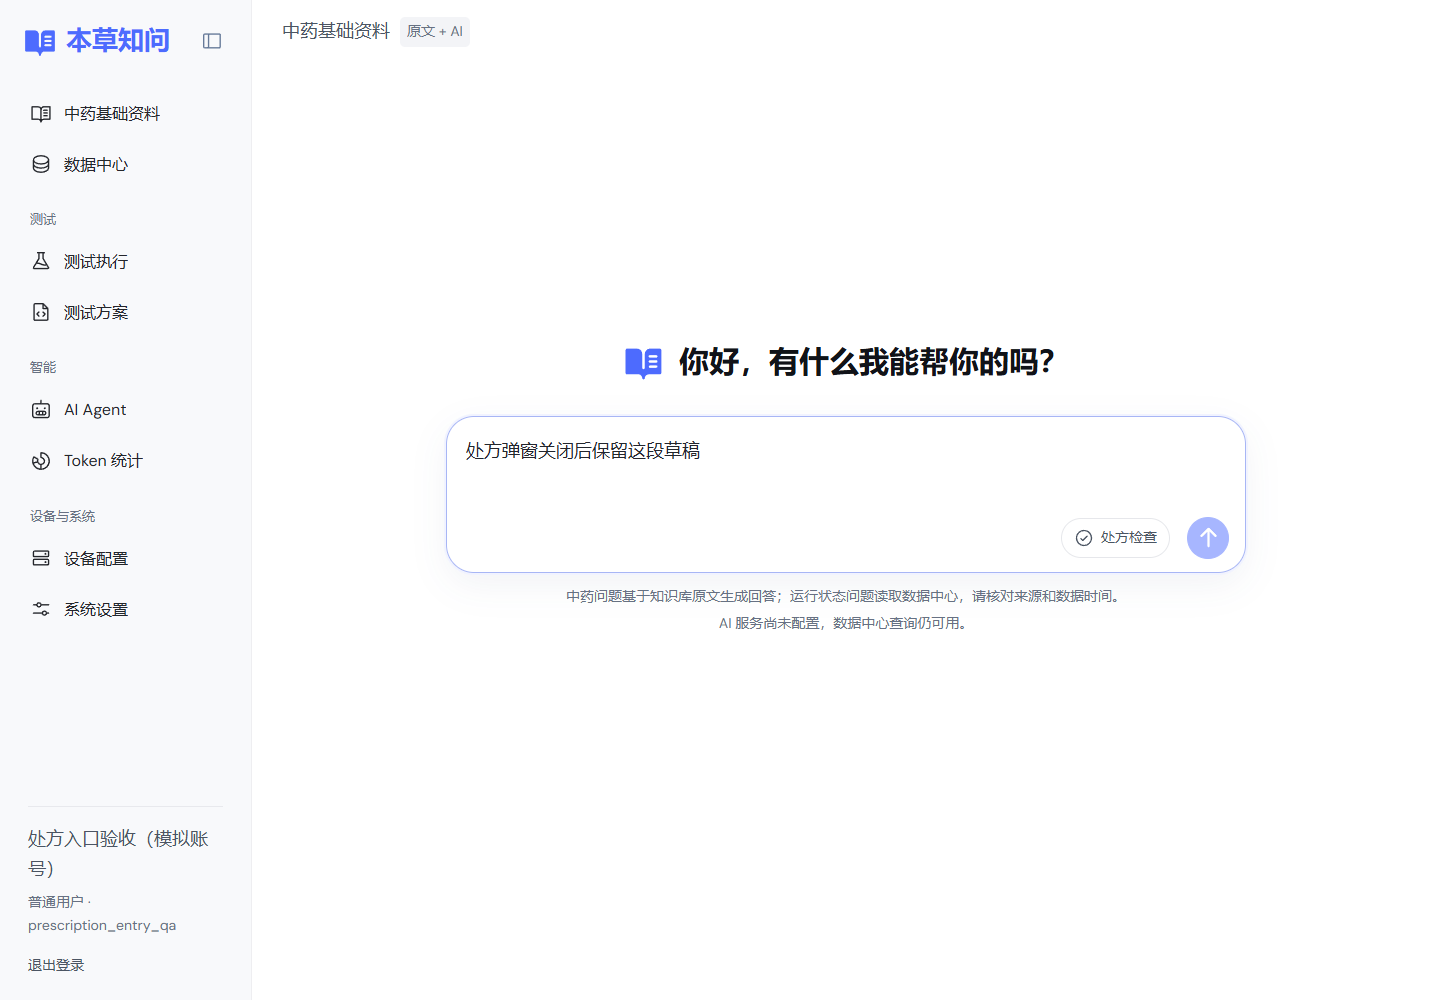 本草知问
中药基础资料
数据中心
测试
测试执行
测试方案
智能
AI Agent
Token 统计
设备与系统
设备配置
系统设置
处方入口验收（模拟账
号）
普通用户 ·
prescription_entry_qa
退出登录
中药基础资料 原文 + AI
你好，有什么我能帮你的吗？
处方弹窗关闭后保留这段草稿
处方检查
中药问题基于知识库原文生成回答；运行状态问题读取数据中心，请核对来源和数据时间。
AI 服务尚未配置，数据中心查询仍可用。